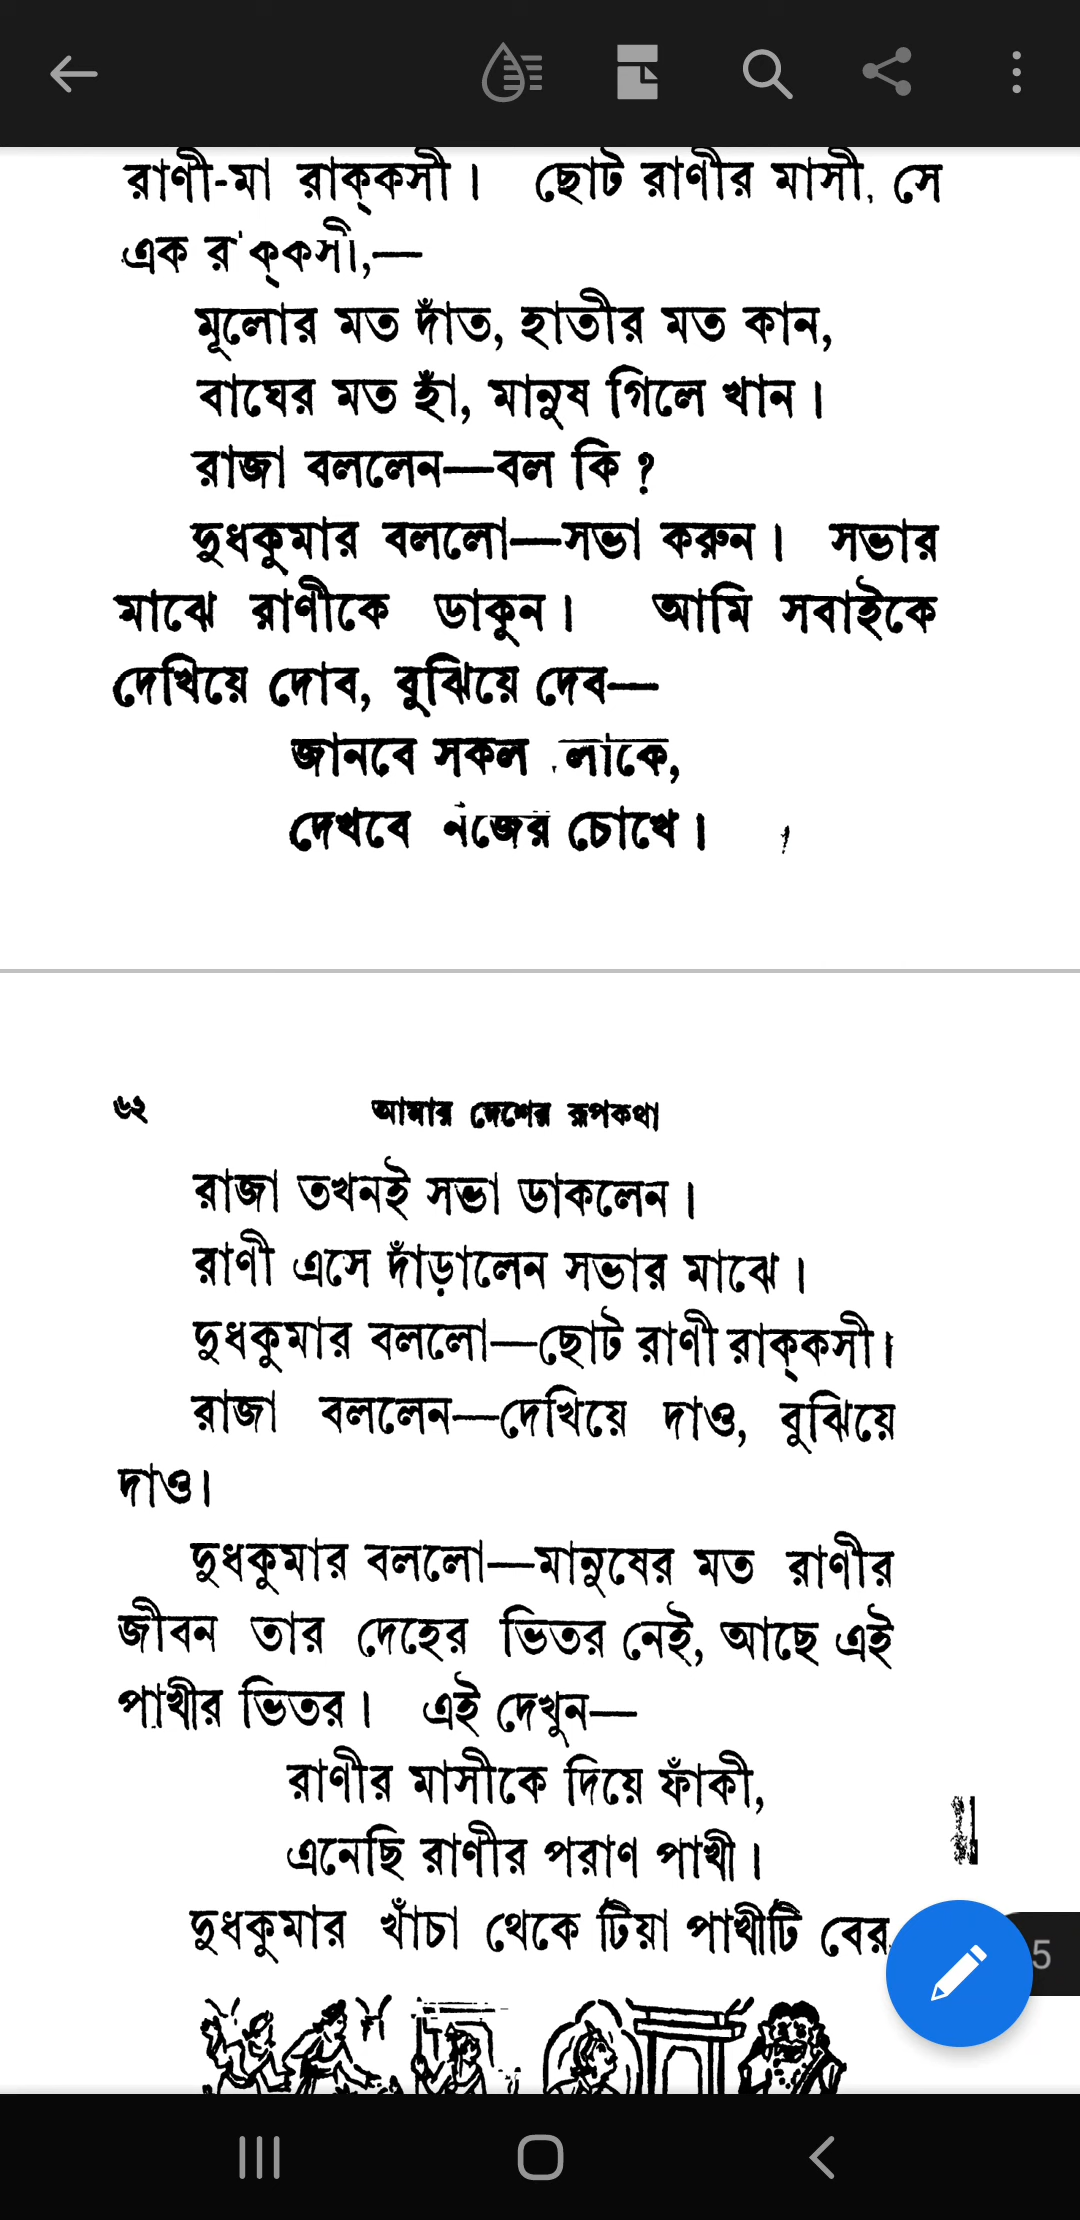 রাণী-মা রাক্কসী। ছোট রাণীর মাসী, সে
এক রাক্কসী,—
মূলোর মত দাঁত, হাতীর মত কান,
বাঘের মত হাঁ, মানুষ গিলে খান।
রাজা বললেন—বল কি ?
দুধকুমার বললো—সভা করুন। সভার
মাঝে রাণীকে ডাকুন। আমি সবাইকে
দেখিয়ে দোব, বুঝিয়ে দেব—
জানবে সকল লোকে,
দেখবে নিজের চোখে।
৬২ আমার দেশের রূপকথা
রাজা তখনই সভা ডাকলেন।
রাণী এসে দাঁড়ালেন সভার মাঝে।
দুধকুমার বললো—ছোট রাণী রাক্কসী।
রাজা বললেন—দেখিয়ে দাও, বুঝিয়ে
দাও।
দুধকুমার বললো—মানুষের মত রাণীর
জীবন তার দেহের ভিতর নেই, আছে এই
পাখীর ভিতর। এই দেখুন—
রাণীর মাসীকে দিয়ে ফাঁকী,
এনেছি রাণীর পরাণ পাখী।
দুধকুমার খাঁচা থেকে টিয়া পাখীটি বের
5